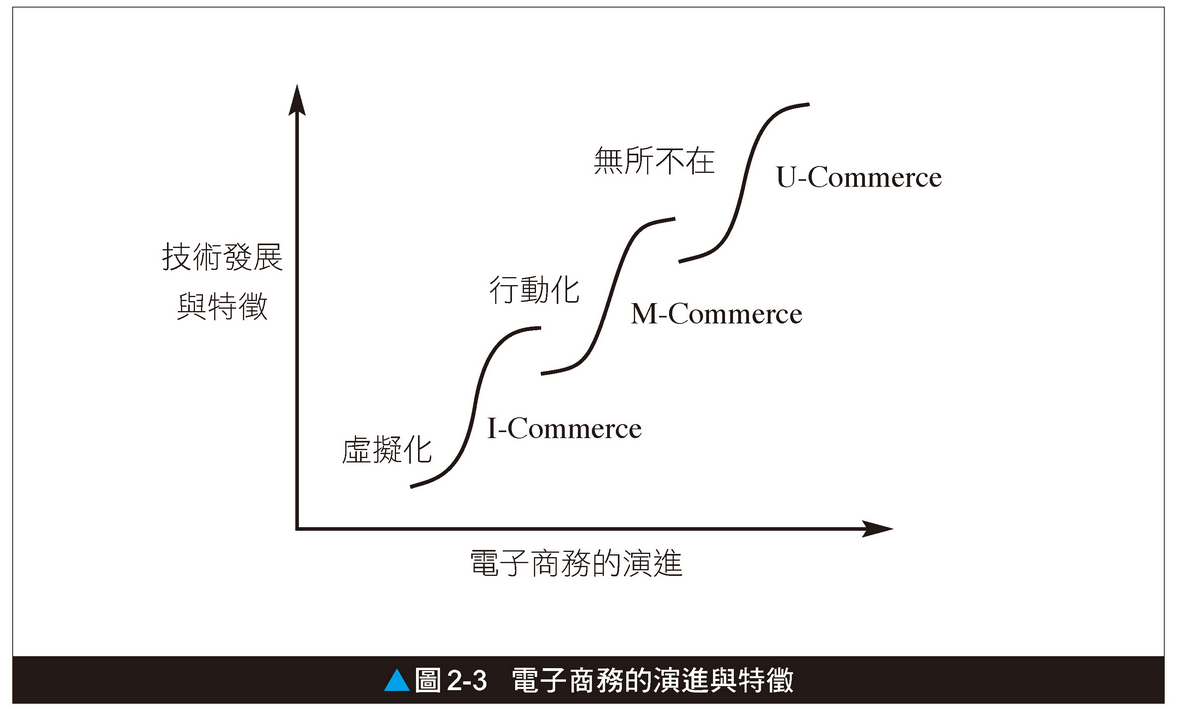 無所不在
U-Commerce
技術發展
與特徵
行動化
M-Commerce
虛擬化
I-Commerce
電子商務的演進
▲圖 2-3 電子商務的演進與特徵